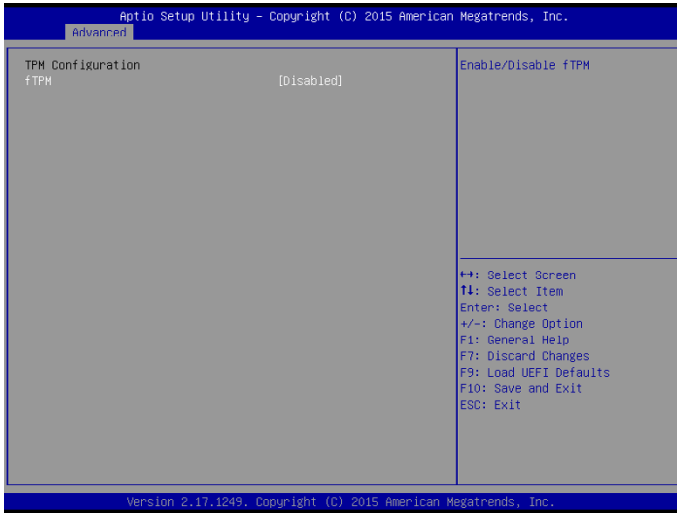 Aptio Setup Utility – Copyright (C) 2015 American Megatrends, Inc.
Advanced
TPM Configuration
fTPM [Disabled]
Enable/Disable fTPM
↔: Select Screen
↑↓: Select Item
Enter: Select
+/-: Change Option
F1: General Help
F7: Discard Changes
F9: Load UEFI Defaults
F10: Save and Exit
ESC: Exit
Version 2.17.1249. Copyright (C) 2015 American Megatrends, Inc.